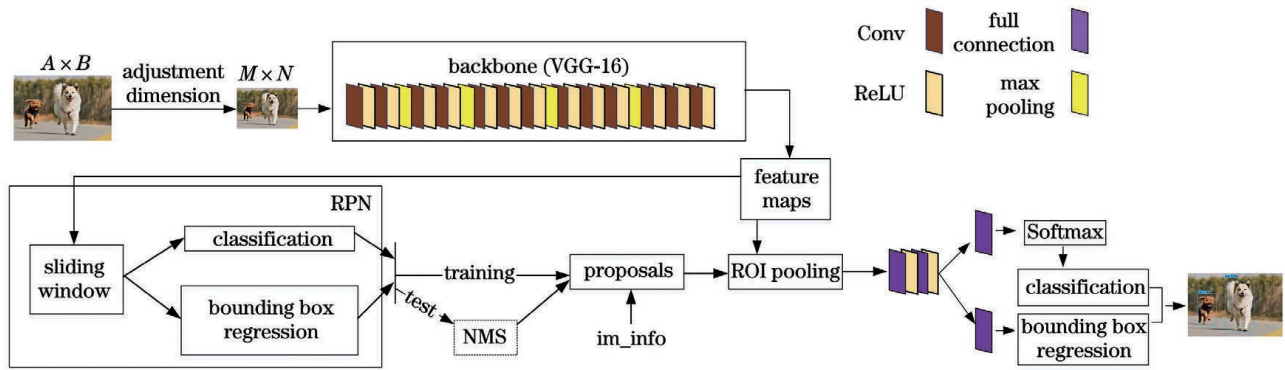 A × B
adjustment
dimension
M × N
backbone (VGG-16)
Conv
full
connection
ReLU
max
pooling
feature
maps
RPN
sliding
window
classification
bounding box
regression
training
test
NMS
proposals
im_info
ROI pooling
Softmax
classification
bounding box
regression